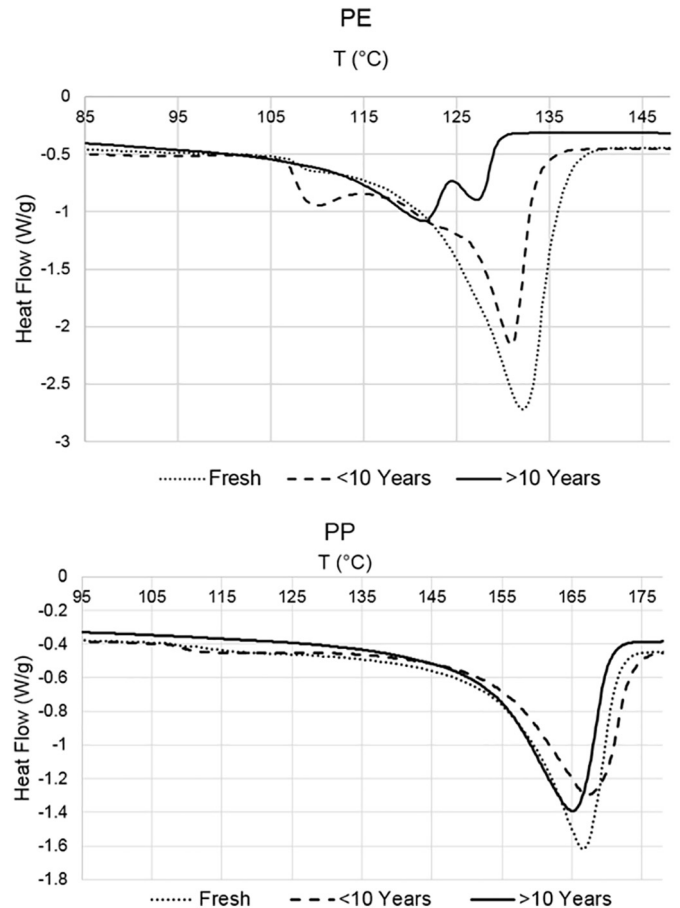 PE
T (°C)
0
85 95 105 115 125 135 145
-0.5
-1
-1.5
-2
-2.5
-3
Heat Flow (W/g)
Fresh <10 Years >10 Years
PP
T (°C)
0
95 105 115 125 135 145 155 165 175
-0.2
-0.4
-0.6
-0.8
-1
-1.2
-1.4
-1.6
-1.8
Heat Flow (W/g)
Fresh <10 Years >10 Years